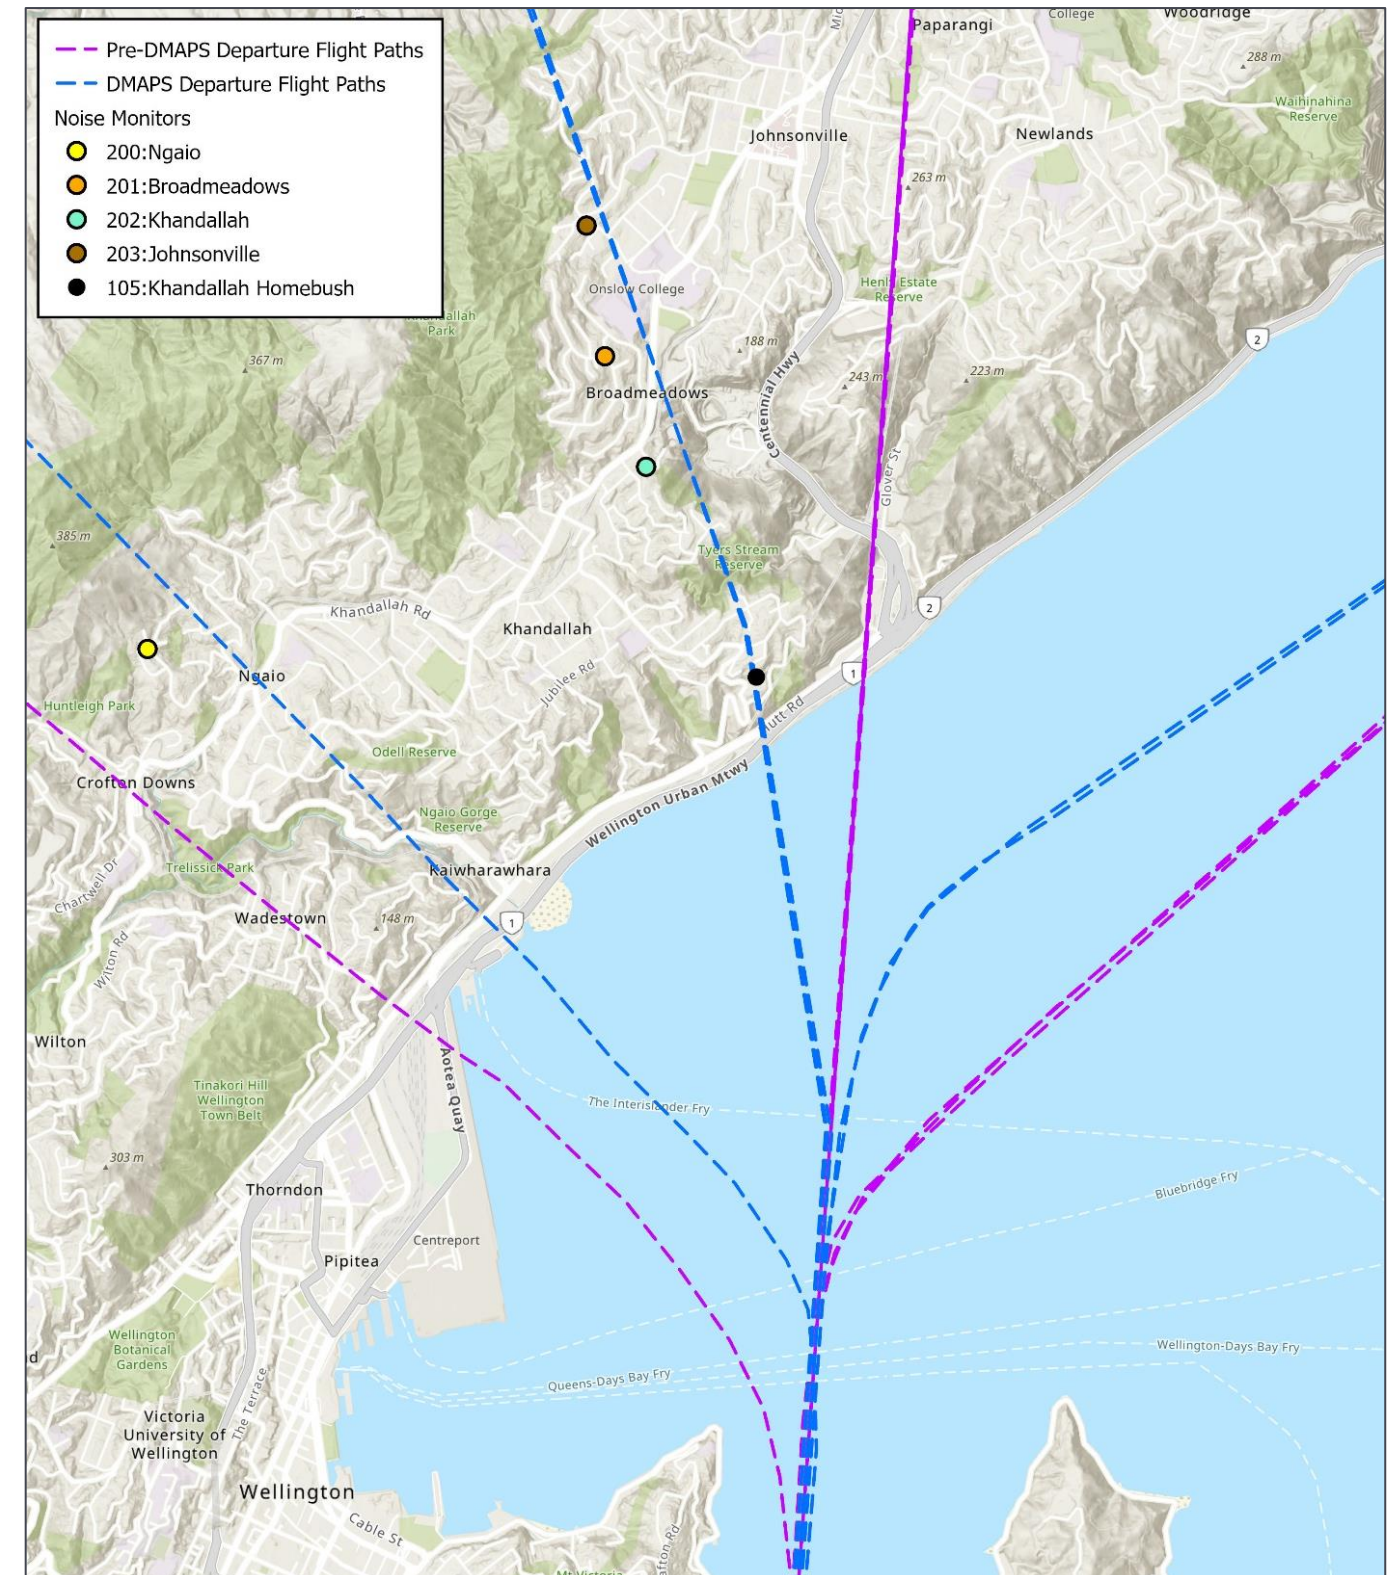 Pre-DMAPS Departure Flight Paths
DMAPS Departure Flight Paths
Noise Monitors
200:Ngaio
201:Broadmeadows
202:Khandallah
203:Johnsonville
105:Khandallah Homebush
College
Woodridge
Paparangi
288 m
Waihinahina
Reserve
Johnsonville
Newlands
263 m
Onslow College
Henly Estate
Reserve
Park
367 m
188 m
243 m
223 m
2
Broadmeadows
Centennial Hwy
Glover St
385 m
Tyers Stream
Reserve
Khandallah Rd
Khandallah
2
1
Ngaio
Jubilee Rd
Huntleigh Park
Hutt Rd
Odell Reserve
Crofton Downs
Wellington Urban Mtwy
Ngaio Gorge
Reserve
Trelissick Park
Kaiwharawhara
Chartwell Dr
Wadestown
148 m
1
Wilton Rd
Wilton
Aotea Quay
Tinakori Hill
Wellington
Town Belt
The Interislander Fry
303 m
Thorndon
Bluebridge Fry
Centreport
Pipitea
Wellington
Botanical
Gardens
Wellington-Days Bay Fry
Queens-Days Bay Fry
The Terrace
Victoria
University of
Wellington
Wellington
Cable St
Mt Victoria